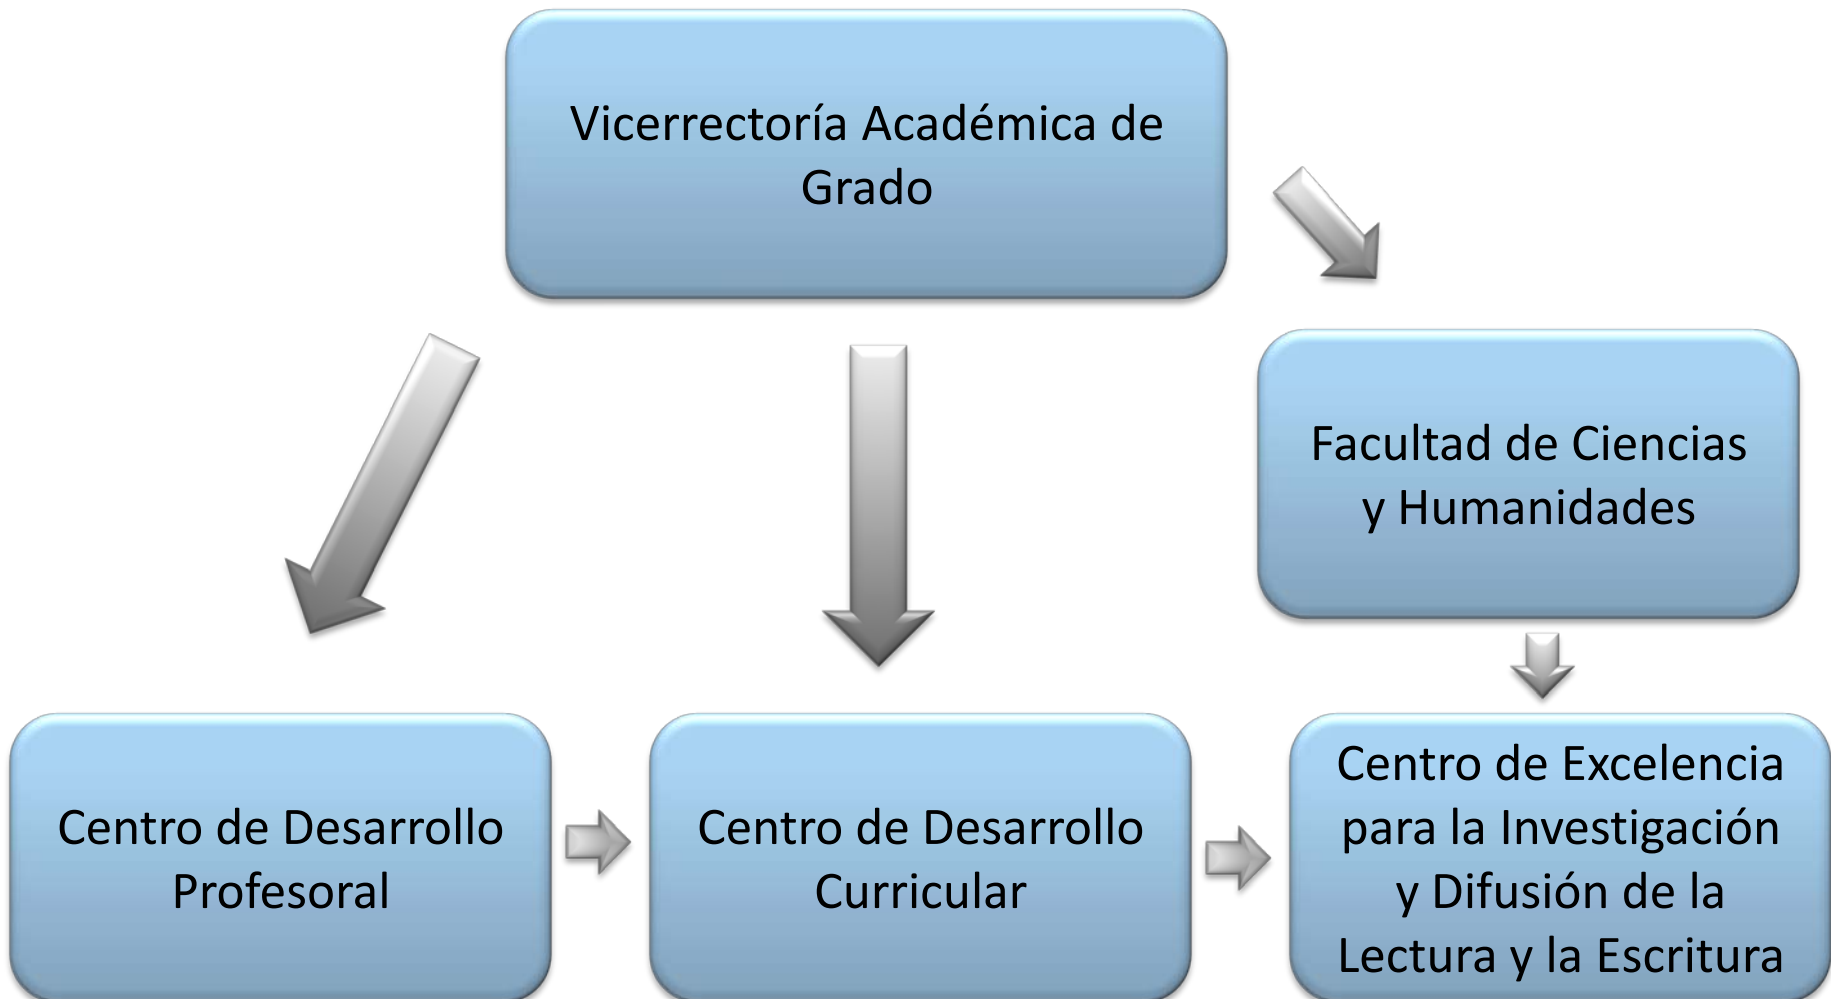 Vicerrectoría Académica de
Grado
Facultad de Ciencias
y Humanidades
Centro de Desarrollo
Profesoral
Centro de Desarrollo
Curricular
Centro de Excelencia
para la Investigación
y Difusión de la
Lectura y la Escritura